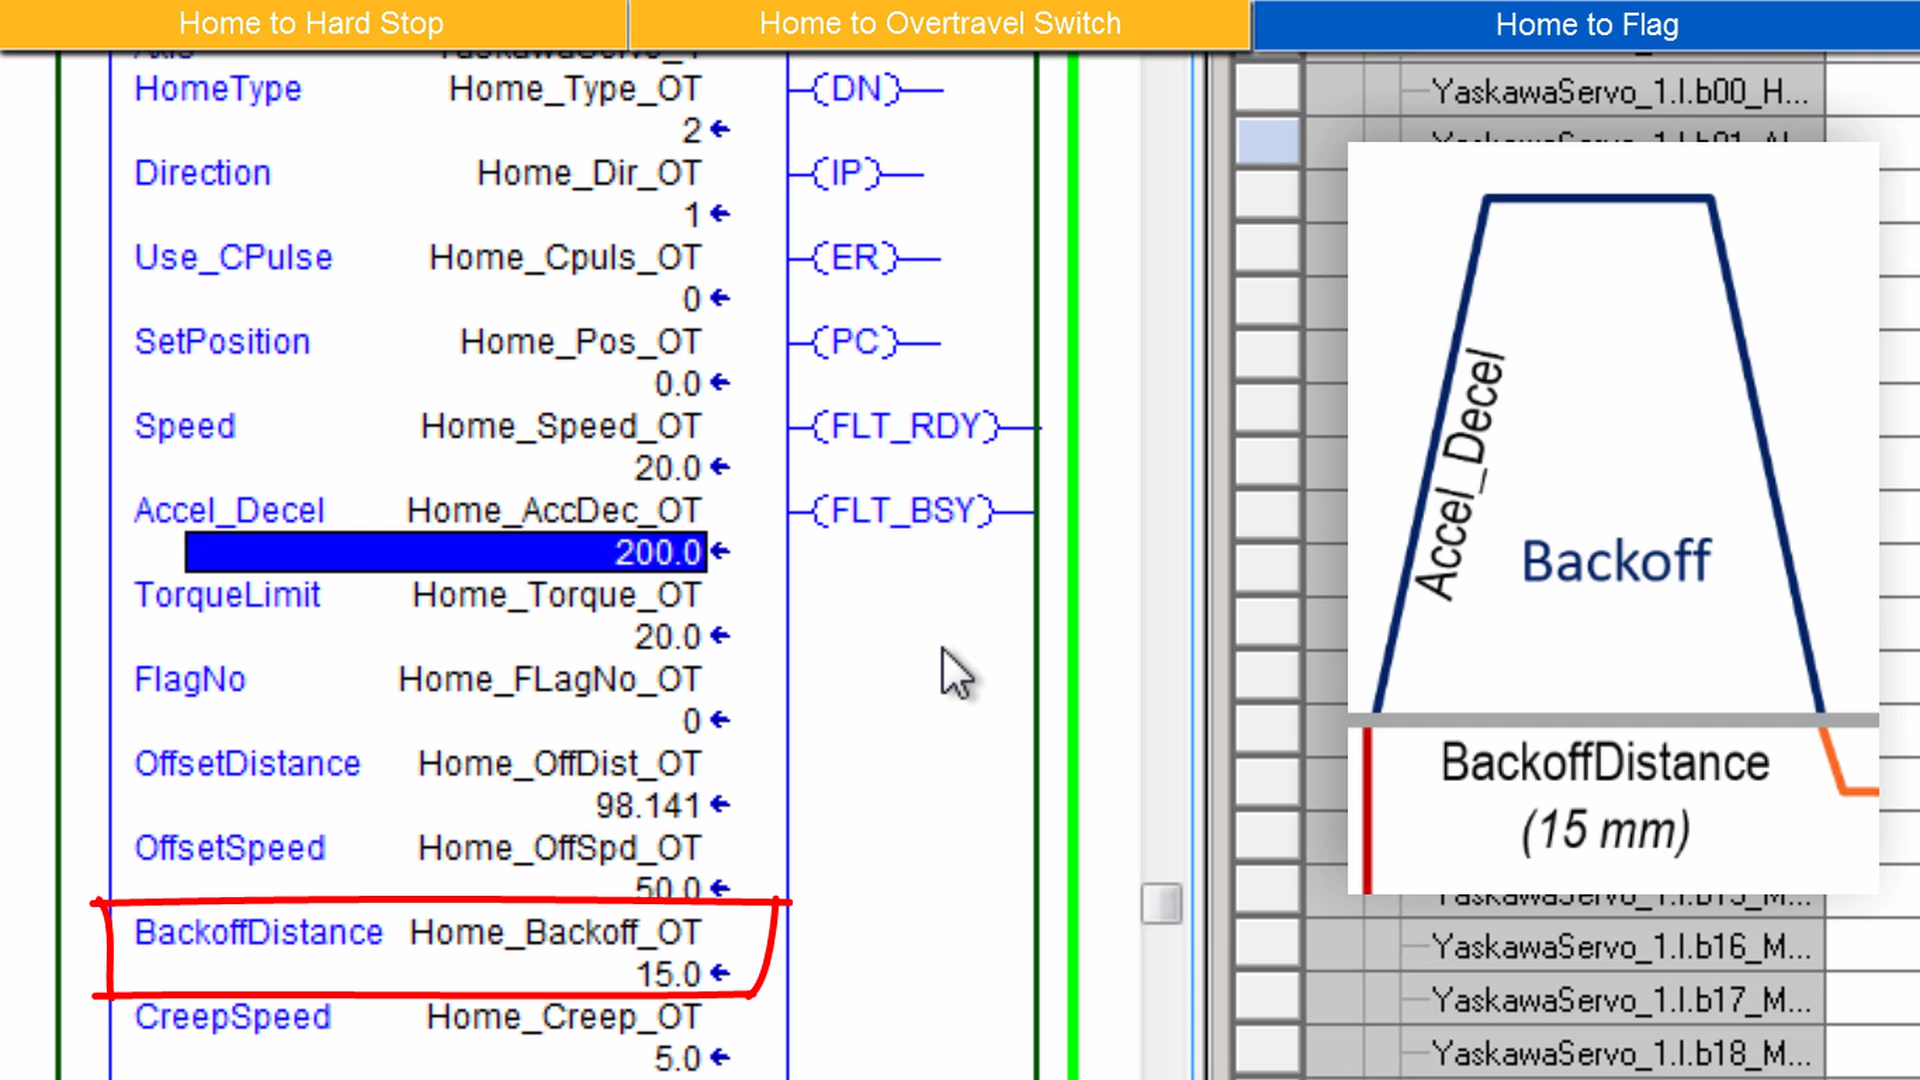 Home to Hard Stop
Home to Overtravel Switch
Home to Flag
HomeType Home_Type_OT
2
(DN)
Direction Home_Dir_OT
1
(IP)
Use_CPulse Home_Cpuls_OT
0
(ER)
SetPosition Home_Pos_OT
0.0
(PC)
Speed Home_Speed_OT
20.0
(FLT_RDY)
Accel_Decel Home_AccDec_OT
200.0
(FLT_BSY)
TorqueLimit Home_Torque_OT
20.0
FlagNo Home_FLagNo_OT
0
OffsetDistance Home_OffDist_OT
98.141
OffsetSpeed Home_OffSpd_OT
50.0
BackoffDistance Home_Backoff_OT
15.0
CreepSpeed Home_Creep_OT
5.0
YaskawaServo_1.I.b00_H...
Accel_Decel
Backoff
BackoffDistance
(15 mm)
YaskawaServo_1.I.b16_M...
YaskawaServo_1.I.b17_M...
YaskawaServo_1.I.b18_M...